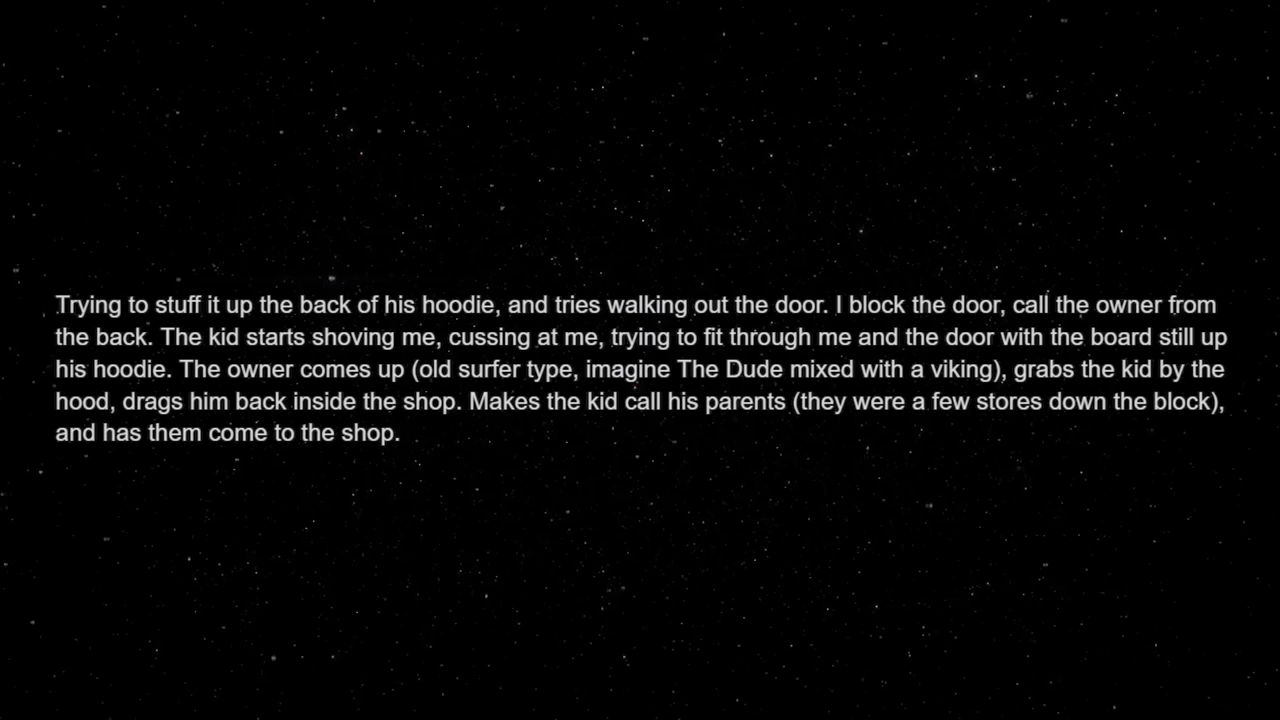 Trying to stuff it up the back of his hoodie, and tries walking out the door. I block the door, call the owner from
the back. The kid starts shoving me, cussing at me, trying to fit through me and the door with the board still up
his hoodie. The owner comes up (old surfer type, imagine The Dude mixed with a viking), grabs the kid by the
hood, drags him back inside the shop. Makes the kid call his parents (they were a few stores down the block),
and has them come to the shop.